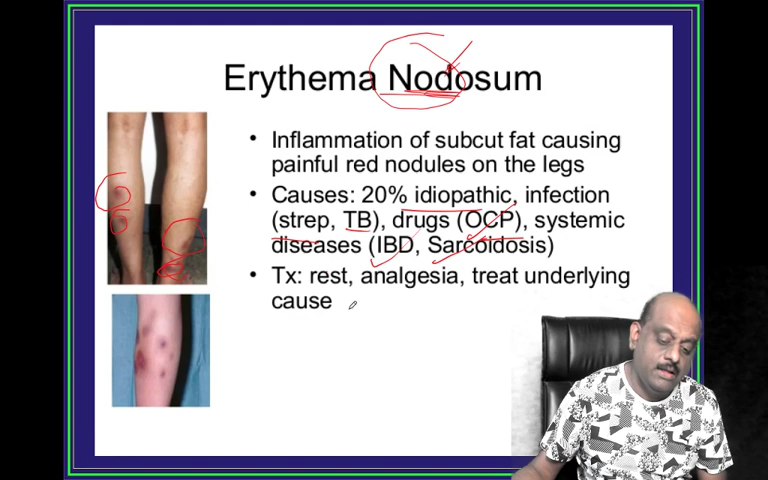 Erythema Nodosum
• Inflammation of subcut fat causing
painful red nodules on the legs
• Causes: 20% idiopathic, infection
(strep, TB), drugs (OCP), systemic
diseases (IBD, Sarcoidosis)
• Tx: rest, analgesia, treat underlying
cause